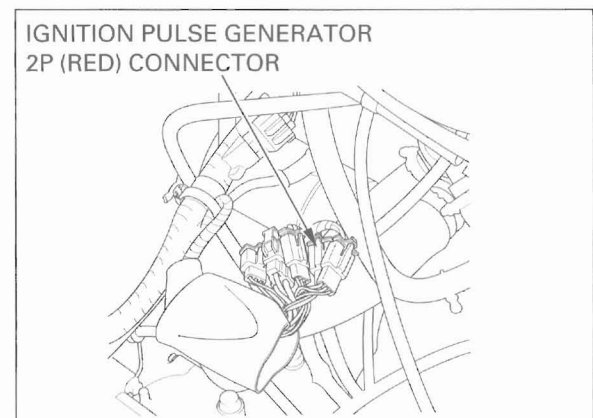 IGNITION PULSE GENERATOR
2P (RED) CONNECTOR